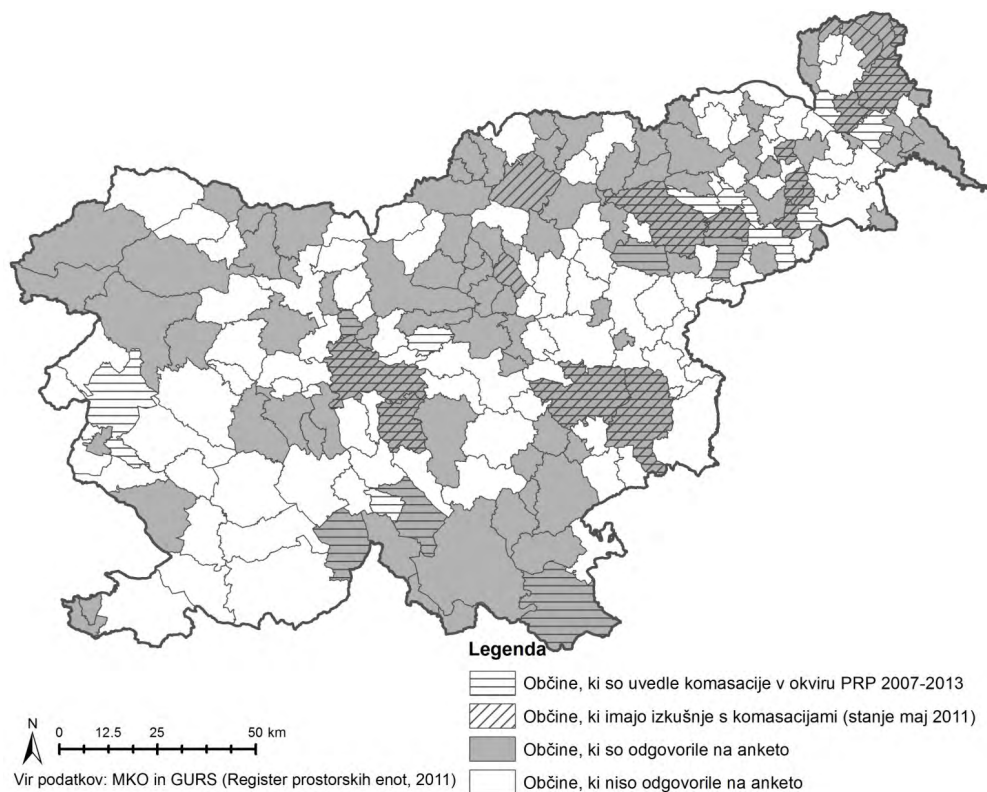 Legenda
Občine, ki so uvedle komasacije v okviru PRP 2007-2013
Občine, ki imajo izkušnje s komasacijami (stanje maj 2011)
Občine, ki so odgovorile na anketo
Občine, ki niso odgovorile na anketo
N
0 12.5 25 50 km
Vir podatkov: MKO in GURS (Register prostorskih enot, 2011)